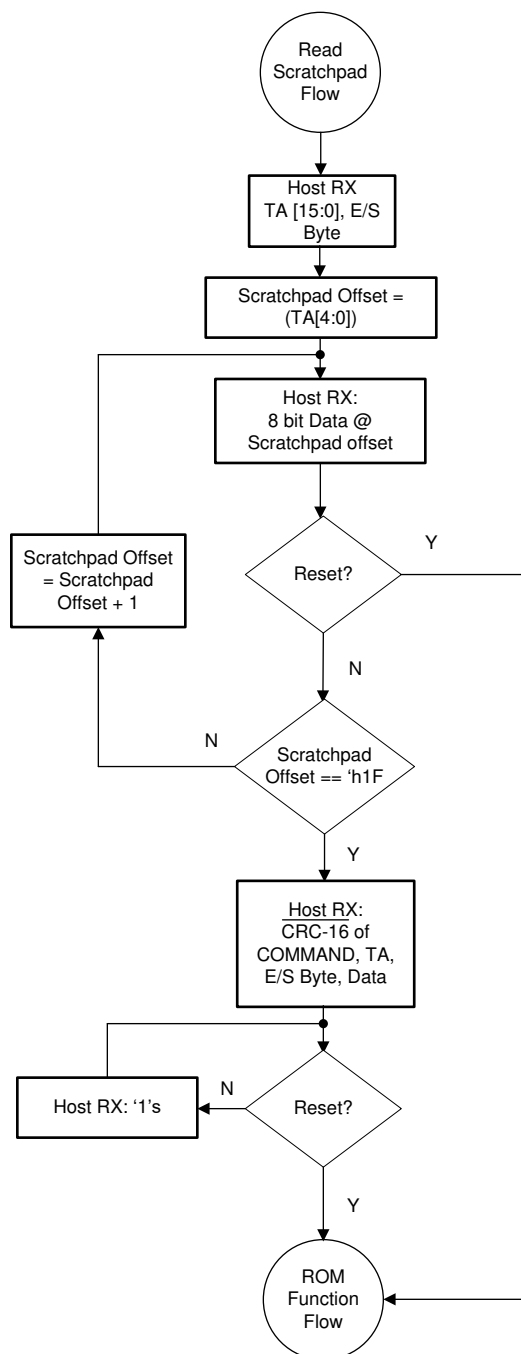 Read
Scratchpad
Flow
Host RX
TA [15:0], E/S
Byte
Scratchpad Offset =
(TA[4:0])
Host RX:
8 bit Data @
Scratchpad offset
Scratchpad Offset
= Scratchpad
Offset + 1
Reset?
Y
N
Scratchpad
Offset == ‘h1F
N
Y
Host RX:
CRC-16 of
COMMAND, TA,
E/S Byte, Data
Host RX: ‘1’s
N
Reset?
Y
ROM
Function
Flow